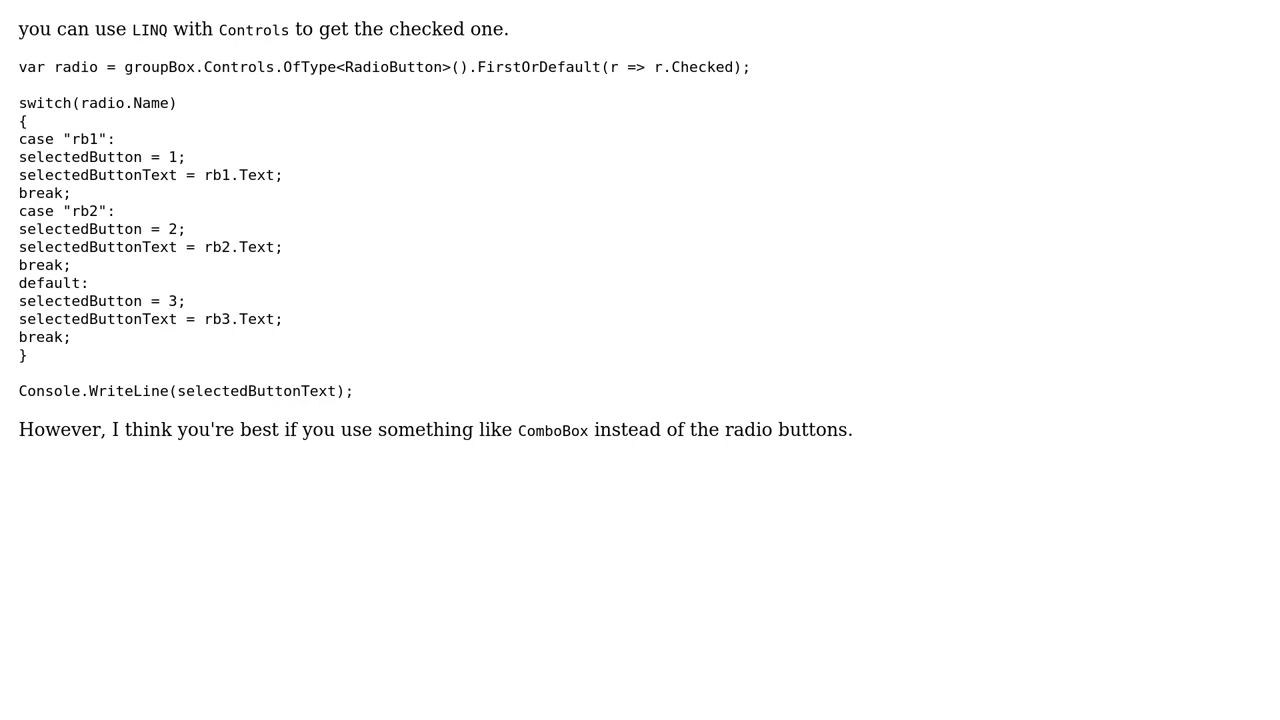 you can use LINQ with Controls to get the checked one.
var radio = groupBox.Controls.OfType<RadioButton>().FirstOrDefault(r => r.Checked);
switch(radio.Name)
{
case "rb1":
selectedButton = 1;
selectedButtonText = rb1.Text;
break;
case "rb2":
selectedButton = 2;
selectedButtonText = rb2.Text;
break;
default:
selectedButton = 3;
selectedButtonText = rb3.Text;
break;
}
Console.WriteLine(selectedButtonText);
However, I think you're best if you use something like ComboBox instead of the radio buttons.